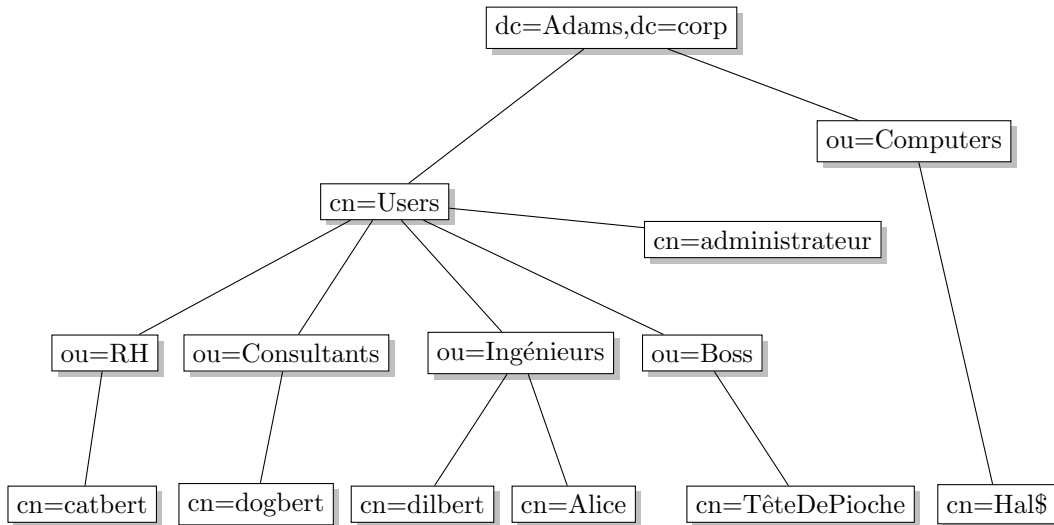 dc=Adams,dc=corp
ou=Computers
cn=Users
cn=administrateur
ou=RH
ou=Consultants
ou=Ingénieurs
ou=Boss
cn=catbert
cn=dogbert
cn=dilbert
cn=Alice
cn=TêteDePioche
cn=Hal$